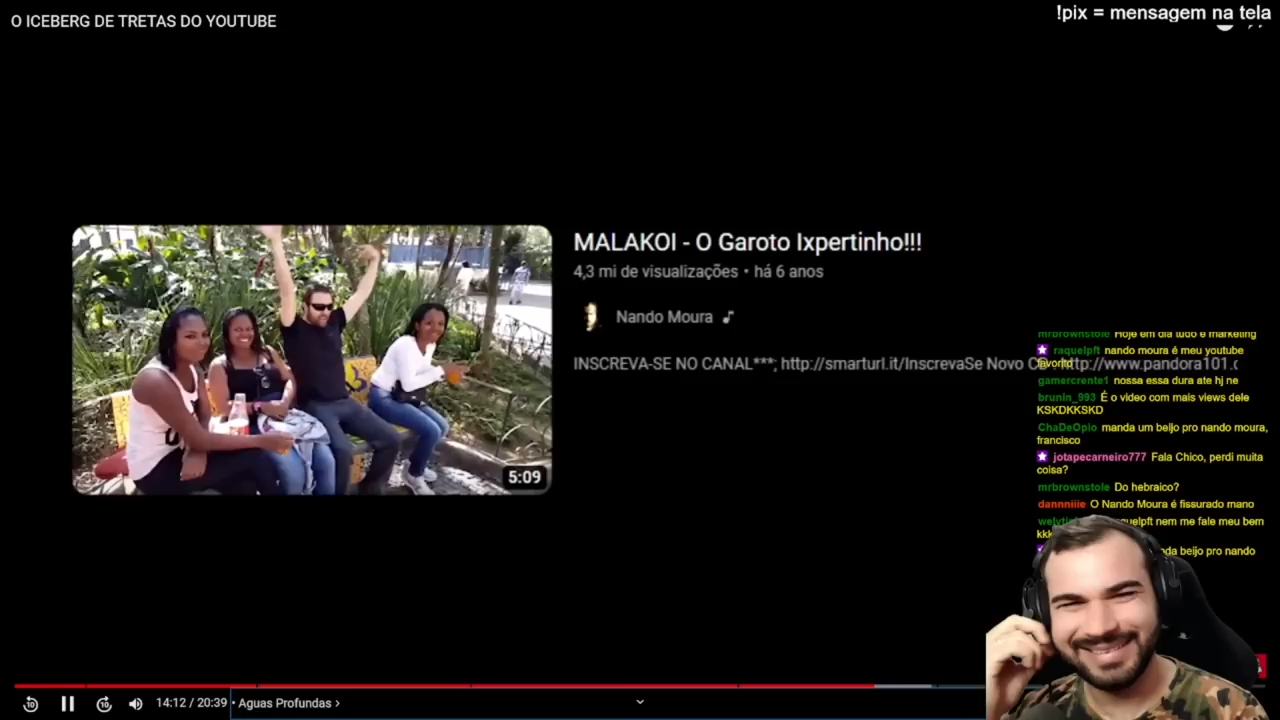 O ICEBERG DE TRETAS DO YOUTUBE
!pix = mensagem na tela
MALAKOI - O Garoto Ixpertinho!!!
4,3 mi de visualizações • há 6 anos
Nando Moura
INSCREVA-SE NO CANAL***; http://smarturl.it/InscrevaSe Novo http://www.pandora101.
5:09
mrbrownstole Hoje em dia tudo é marketing
raquelpft nando moura é meu youtube
favorito
gamercrente1 nossa essa dura ate hj ne
brunin_993 É o video com mais views dele
KSKDKKSKD
ChaDeOpio manda um beijo pro nando moura,
francisco
jotapecarneiro777 Fala Chico, perdi muita
coisa?
mrbrownstole Do hebraico?
dannniiie O Nando Moura é fissurado mano
nem me fale meu bem
beijo pro nando
10
10
14:12 / 20:39 • Aguas Profundas ›